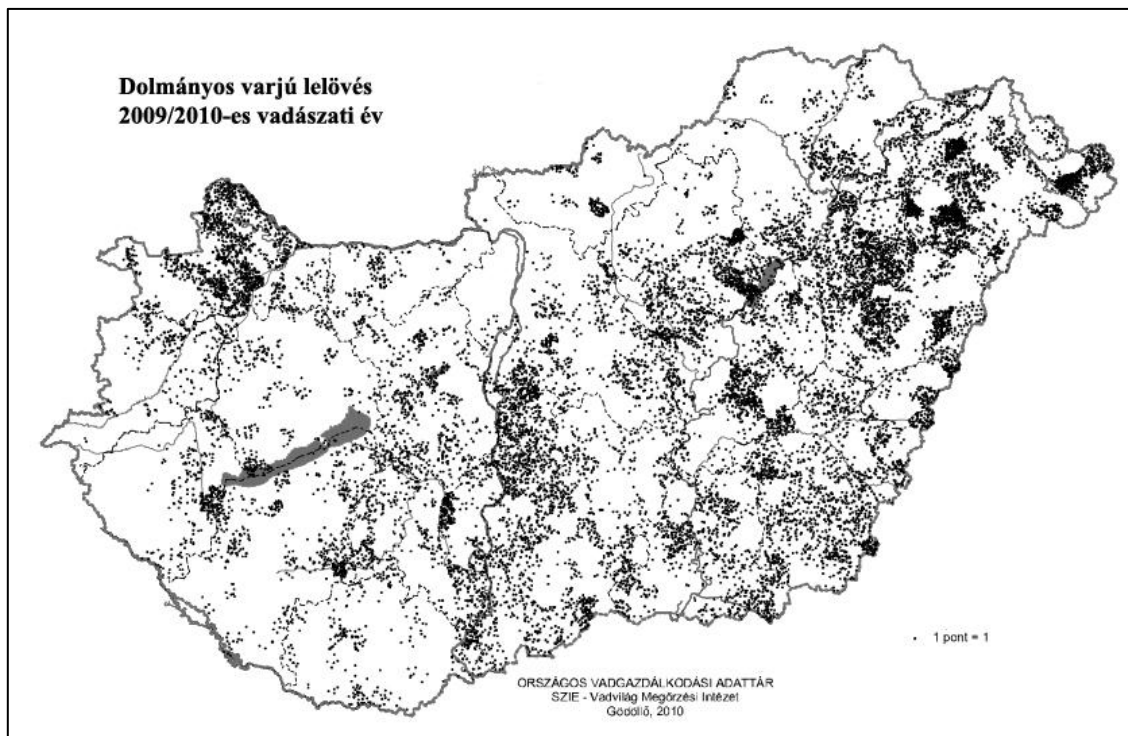 Dolmányos varjú lelövés
2009/2010-es vadászati év
1 pont = 1
ORSZÁGOS VADGAZDÁLKODÁSI ADATTÁR
SZIE - Vadvilág Megőrzési Intézet
Gödöllő, 2010